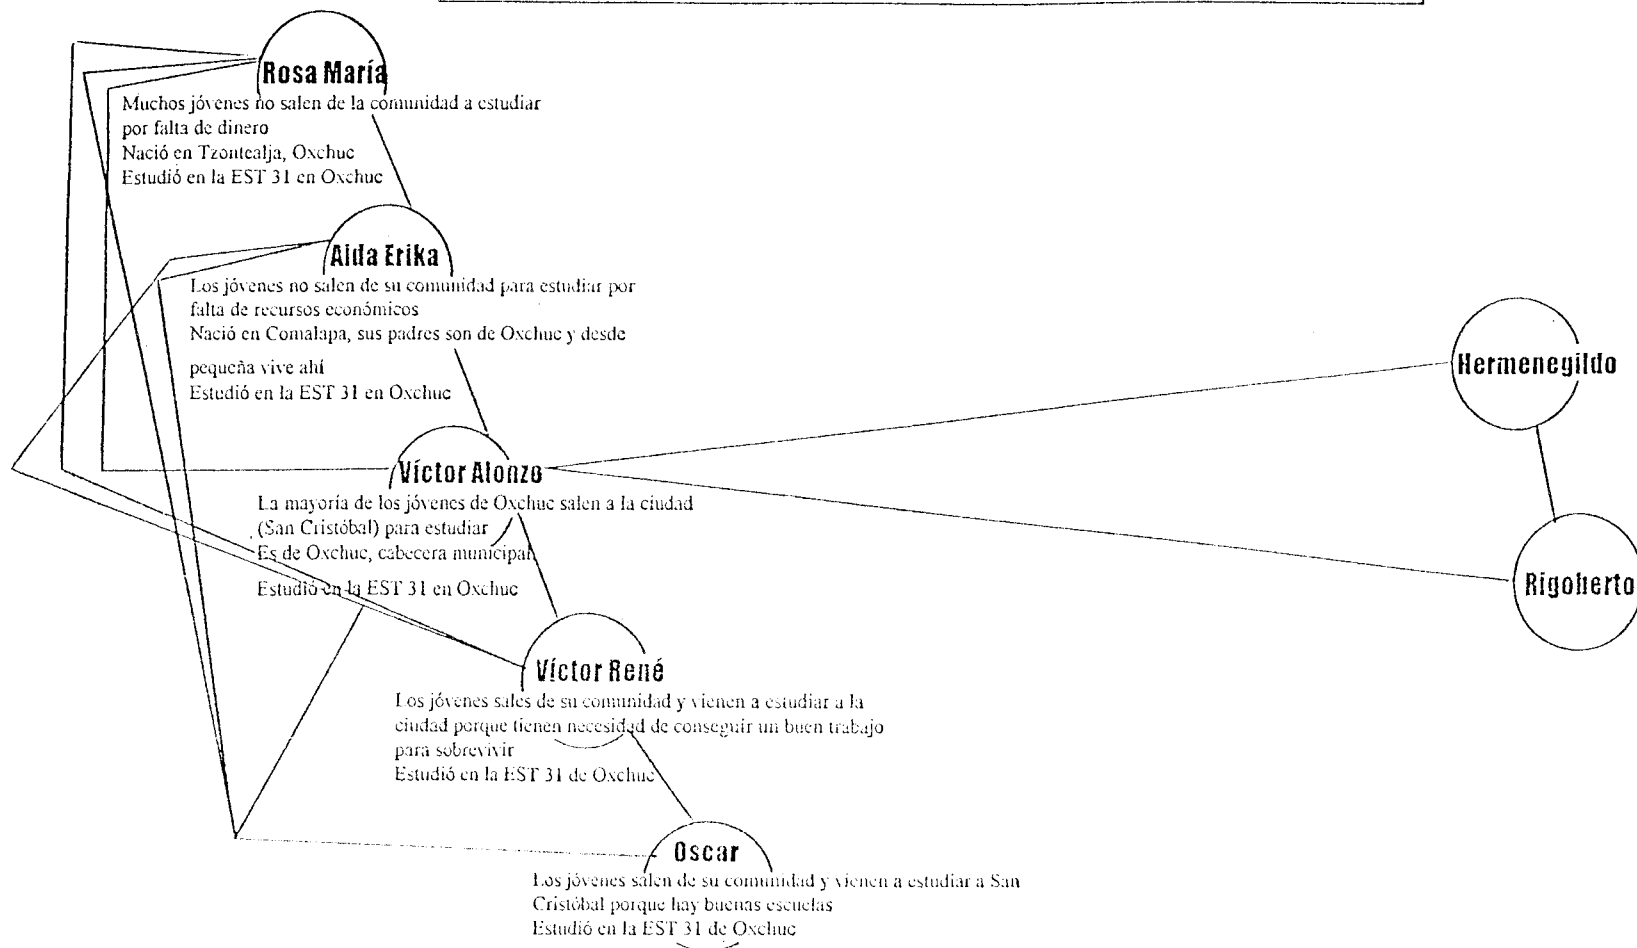 Rosa María
Muchos jóvenes no salen de la comunidad a estudiar
por falta de dinero
Nació en Tzontealja, Oxchuc
Estudió en la EST 31 en Oxchuc
Aida Erika
Los jóvenes no salen de su comunidad para estudiar por
falta de recursos económicos
Nació en Comalapa, sus padres son de Oxchuc y desde
pequeña vive ahí
Estudió en la EST 31 en Oxchuc
Hermenegildo
Víctor Alonzo
La mayoría de los jóvenes de Oxchuc salen a la ciudad
(San Cristóbal) para estudiar
Es de Oxchuc, cabecera municipal
Estudió en la EST 31 en Oxchuc
Rigoberto
Víctor René
Los jóvenes sales de su comunidad y vienen a estudiar a la
ciudad porque tienen necesidad de conseguir un buen trabajo
para sobrevivir
Estudió en la EST 31 de Oxchuc
Oscar
Los jóvenes salen de su comunidad y vienen a estudiar a San
Cristóbal porque hay buenas escuelas
Estudió en la EST 31 de Oxchuc